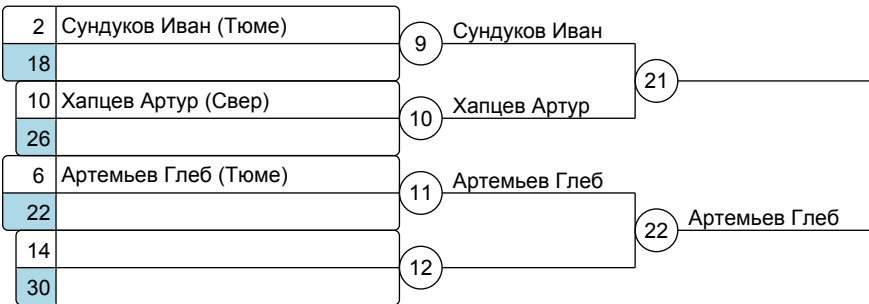 2 Сундуков Иван (Тюме)
9 Сундуков Иван
18
21
10 Хапцев Артур (Свер)
10 Хапцев Артур
26
6 Артемьев Глеб (Тюме)
11 Артемьев Глеб
22
22 Артемьев Глеб
14
12
30